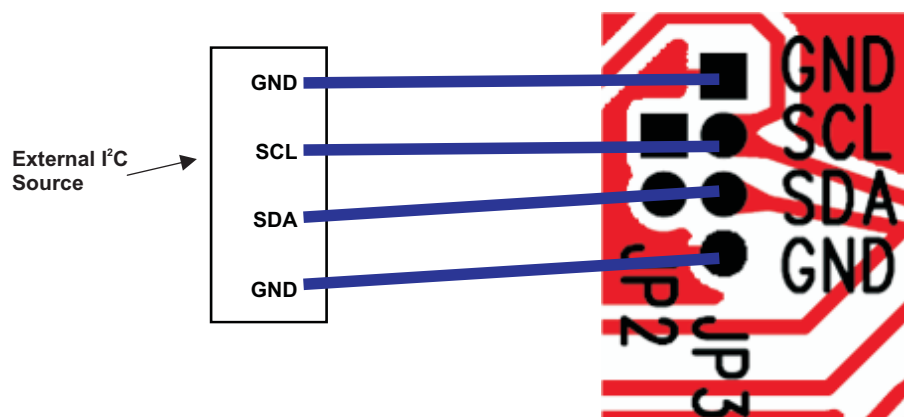 External I²C
Source
GND
SCL
SDA
GND
GND
SCL
SDA
GND
JP2
JP3